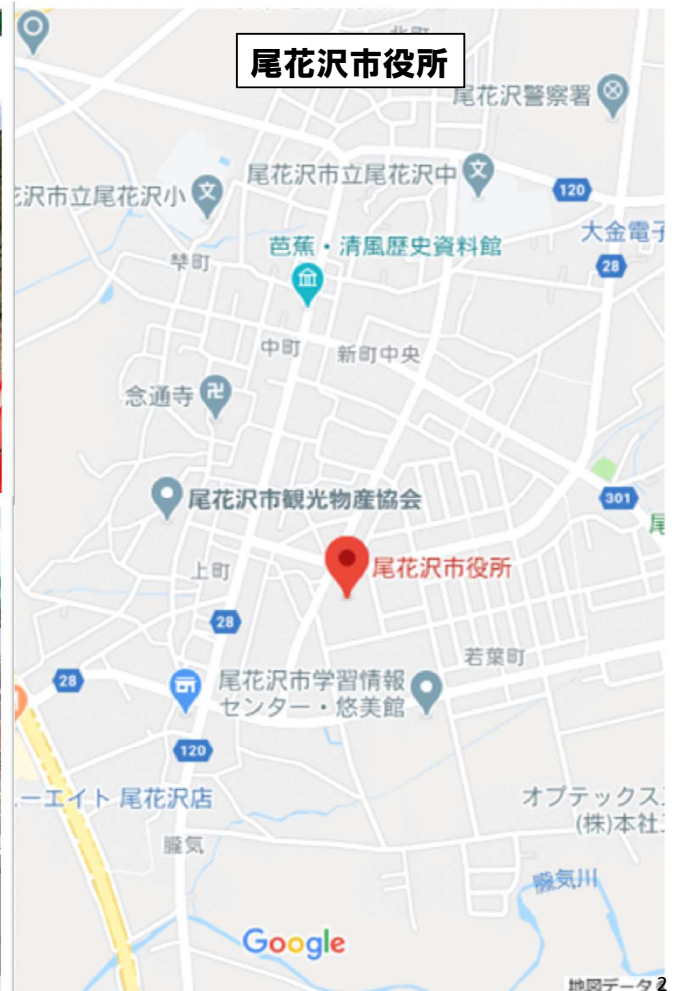 北町
尾花沢市役所
尾花沢警察署
尾花沢市立尾花沢中
120
花沢市立尾花沢小
大金電子
芭蕉・清風歴史資料館
梺町
28
中町
新町中央
念通寺
尾花沢市観光物産協会
301
尾
尾花沢市役所
上町
28
若葉町
28
尾花沢市学習情報
センター・悠美館
120
ーエイト 尾花沢店
オプテックス
(株)本社
朧気
朧気川
Google
地図データ
2